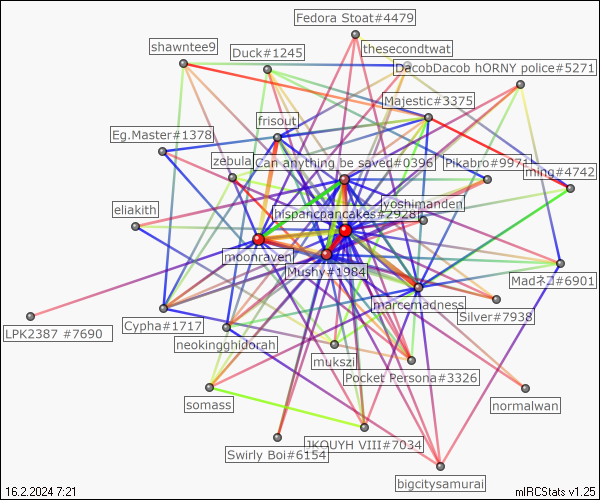 Fedora Stoat#4479
shawntee9
Duck#1245
thesecondtwat
DacobDacob hORNY police#5271
Majestic#3375
frisout
Eg.Master#1378
zebula
Can anything be saved#0396
Pikabro#9971
ming#4742
eliakith
hispanicpancakes#2928
yoshimanden
moonraven
Mushy#1984
Madネコ#6901
marcemadness
LPK2387 #7690
Cypha#1717
Silver#7938
neokingghidorah
mukszi
Pocket Persona#3326
somass
normalwan
JKOUYH VIII#7034
Swirly Boi#6154
bigcitysamurai
16.2.2024 7:21
mIRCStats v1.25